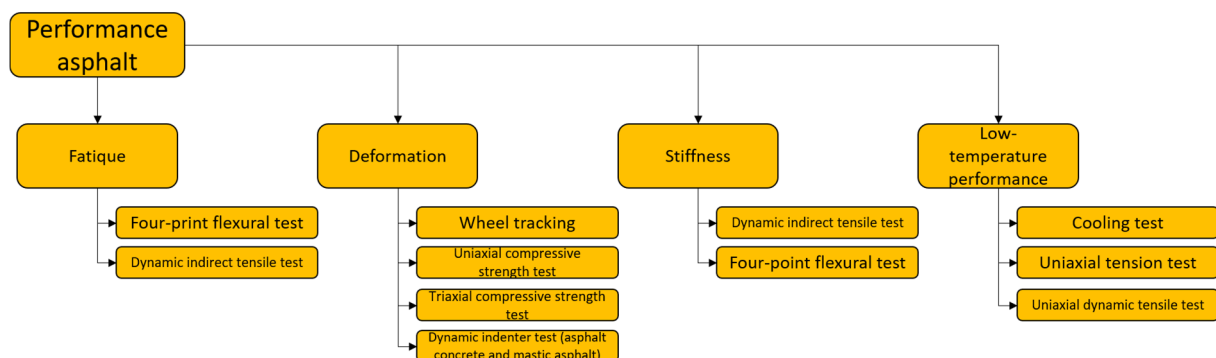 Performance
asphalt
Fatique
Deformation
Stiffness
Low-
temperature
performance
Four-print flexural test
Dynamic indirect tensile test
Wheel tracking
Uniaxial compressive
strength test
Triaxial compressive strength
test
Dynamic indenter test (asphalt
concrete and mastic asphalt)
Dynamic indirect tensile test
Four-point flexural test
Cooling test
Uniaxial tension test
Uniaxial dynamic tensile test